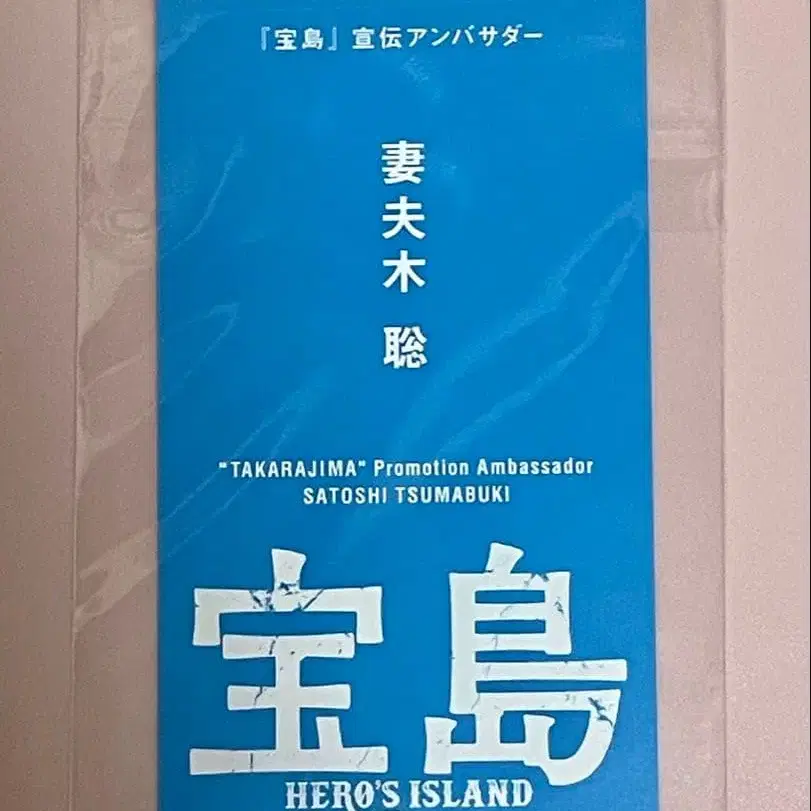 『宝島』宣伝アンバサダー
妻夫木 聡
"TAKARAJIMA" Promotion Ambassador
SATOSHI TSUMABUKI
宝島
HERO'S ISLAND